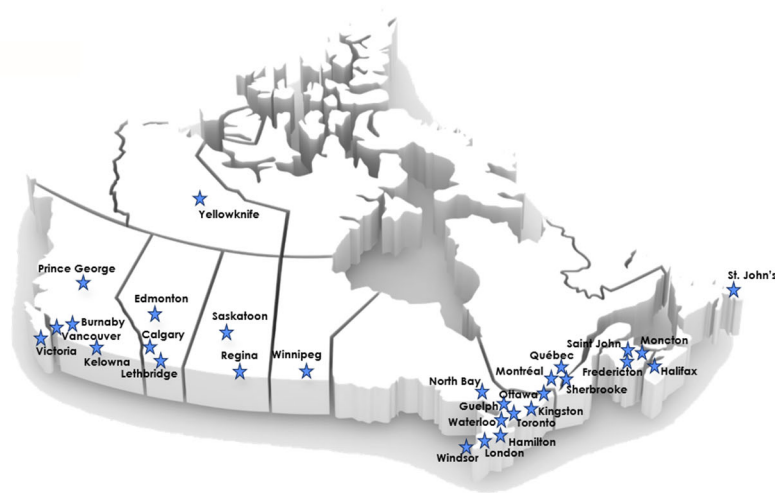 Yellowknife
Prince George
St. John's
Edmonton
Burnaby
Saskatoon
Vancouver
Calgary
Victoria
Kelowna
Lethbridge
Regina
Winnipeg
Saint John
Moncton
Québec
Montréal
Fredericton
Halifax
North Bay
Sherbrooke
Ottawa
Guelph
Kingston
Waterloo
Toronto
Hamilton
London
Windsor